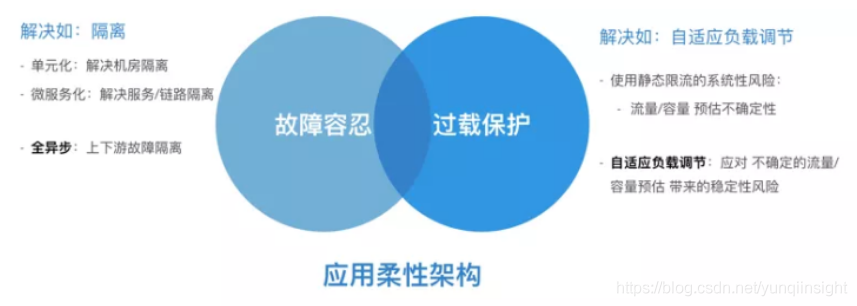 解决如：隔离
- 单元化：解决机房隔离
- 微服务化：解决服务/链路隔离
- 全异步：上下游故障隔离
故障容忍
过载保护
解决如：自适应负载调节
- 使用静态限流的系统性风险：
- 流量/容量 预估不确定性
- 自适应负载调节：应对 不确定的流量/
容量预估 带来的稳定性风险
应用柔性架构
https://blog.csdn.net/yunqiinsight